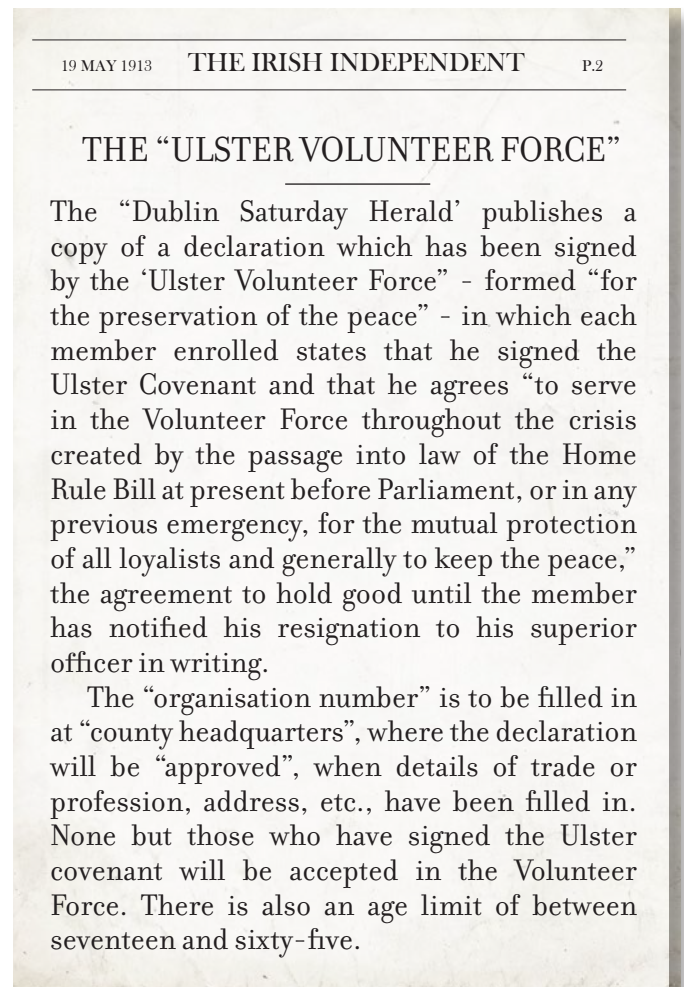 19 MAY 1913 THE IRISH INDEPENDENT P.2
THE “ULSTER VOLUNTEER FORCE”
The “Dublin Saturday Herald’ publishes a
copy of a declaration which has been signed
by the ‘Ulster Volunteer Force” - formed “for
the preservation of the peace” - in which each
member enrolled states that he signed the
Ulster Covenant and that he agrees “to serve
in the Volunteer Force throughout the crisis
created by the passage into law of the Home
Rule Bill at present before Parliament, or in any
previous emergency, for the mutual protection
of all loyalists and generally to keep the peace,”
the agreement to hold good until the member
has notified his resignation to his superior
officer in writing.
The “organisation number” is to be filled in
at “county headquarters”, where the declaration
will be “approved”, when details of trade or
profession, address, etc., have been filled in.
None but those who have signed the Ulster
covenant will be accepted in the Volunteer
Force. There is also an age limit of between
seventeen and sixty-five.